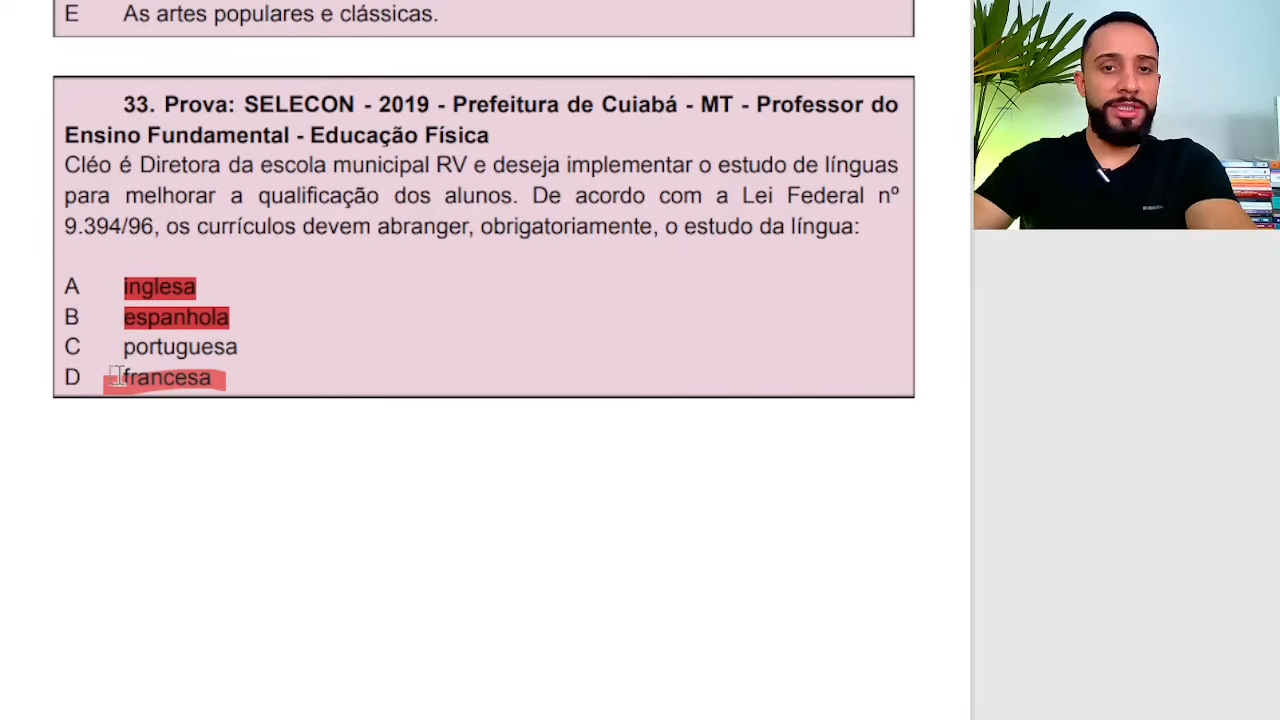 E As artes populares e clássicas.
33. Prova: SELECON - 2019 - Prefeitura de Cuiabá - MT - Professor do
Ensino Fundamental - Educação Física
Cléo é Diretora da escola municipal RV e deseja implementar o estudo de línguas
para melhorar a qualificação dos alunos. De acordo com a Lei Federal nº
9.394/96, os currículos devem abranger, obrigatoriamente, o estudo da língua:
A inglesa
B espanhola
C portuguesa
D francesa